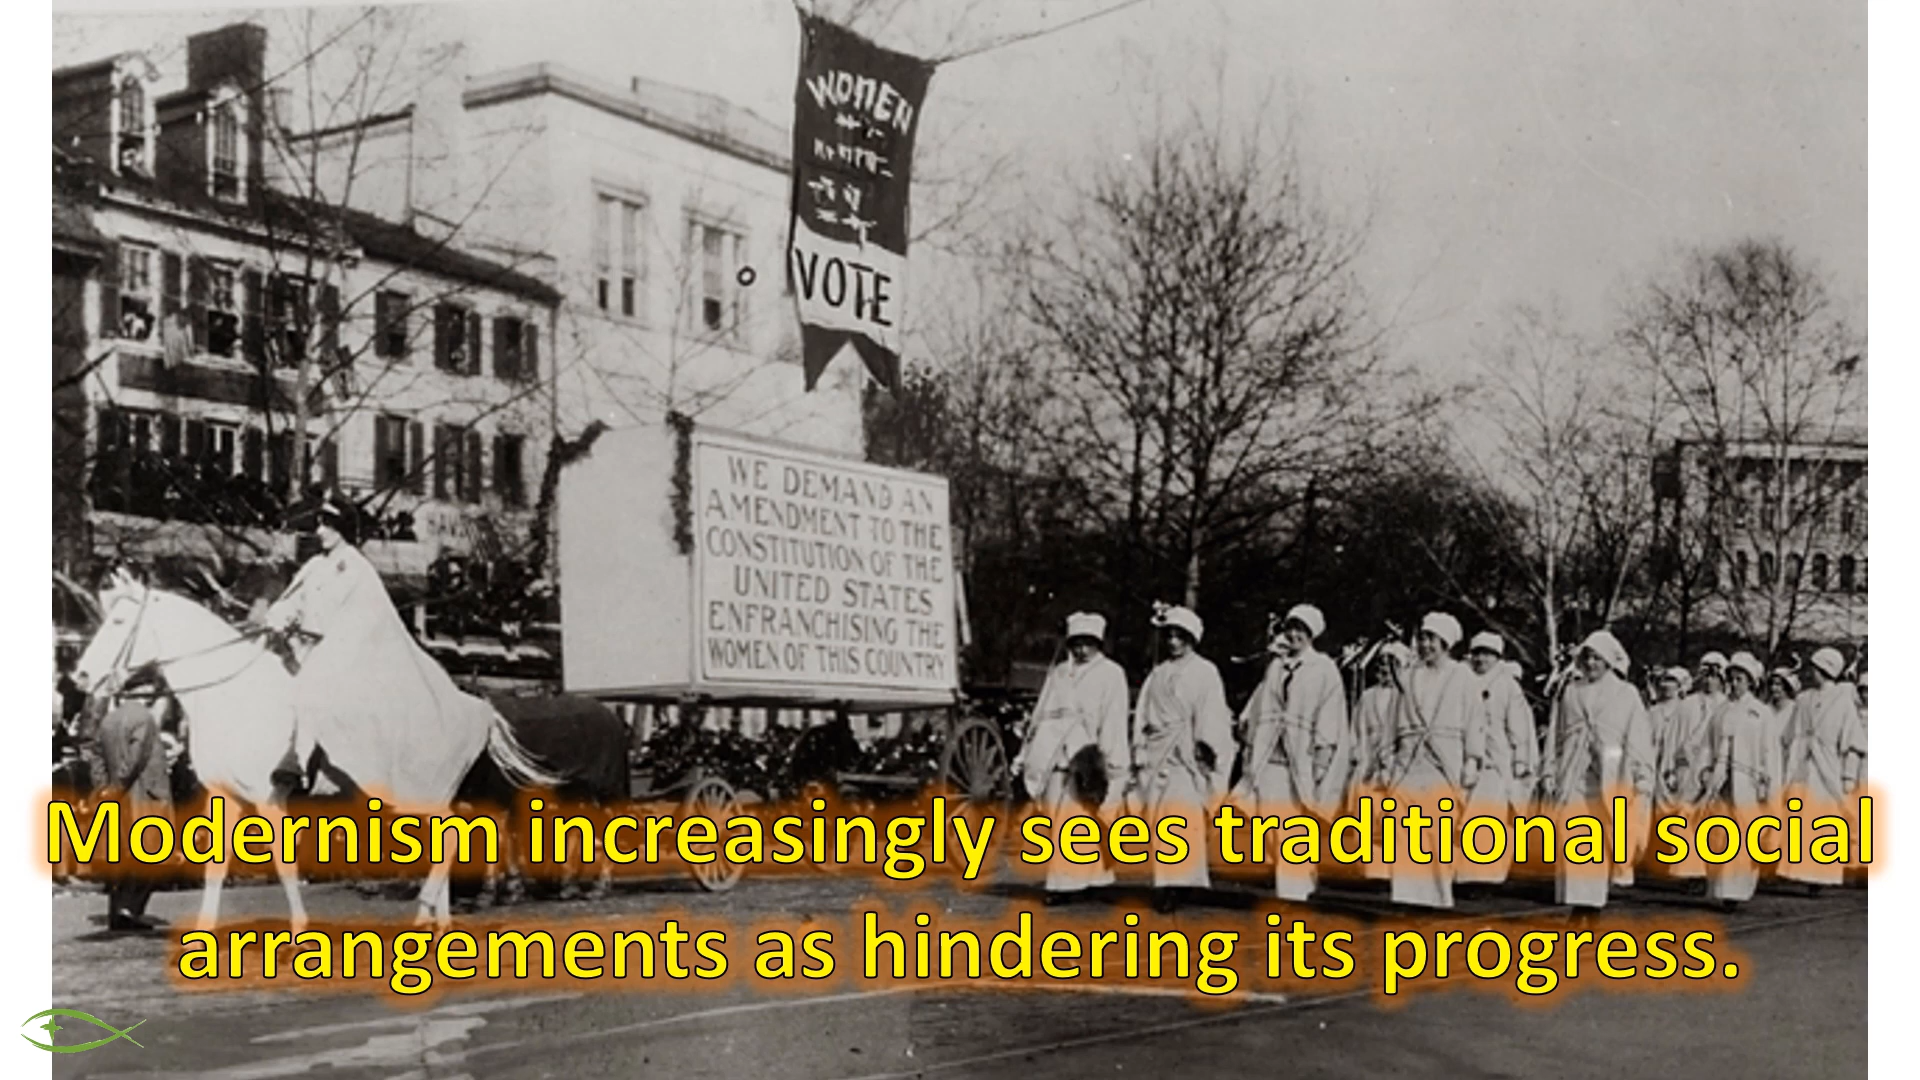 WOMEN
VOTE
HAVE
WE DEMAND AN
AMENDMENT TO THE
CONSTITUTION OF THE
UNITED STATES
ENFRANCHISING THE
WOMEN OF THIS COUNTRY
Modernism increasingly sees traditional social
arrangements as hindering its progress.